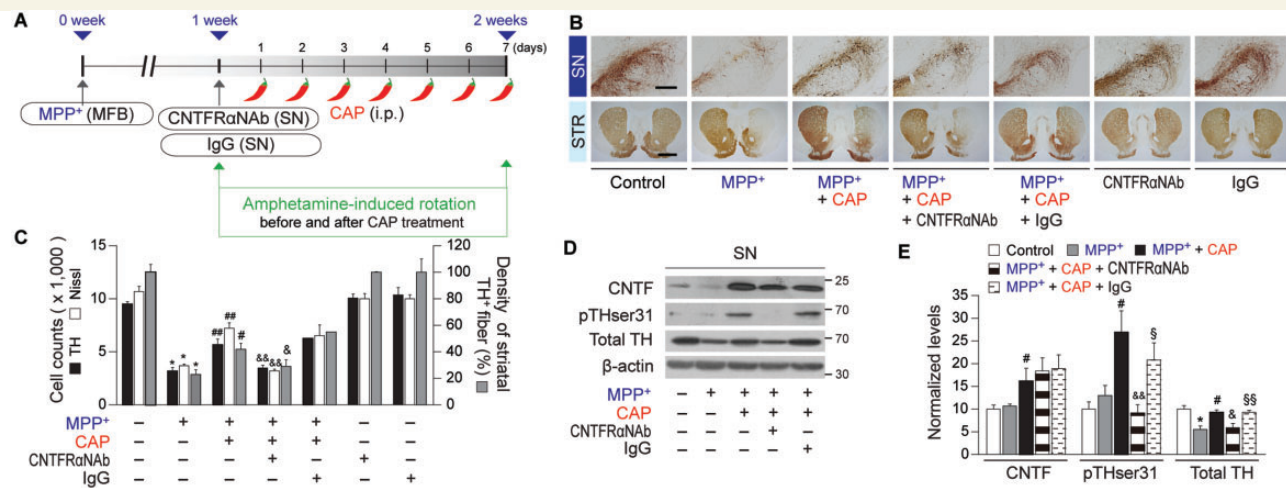 A
0 week
1 week
2 weeks
1 2 3 4 5 6 7 (days)
MPP⁺ (MFB)
CNTFRαNAb (SN)
IgG (SN)
CAP (i.p.)
Amphetamine-induced rotation
before and after CAP treatment
B
SN
STR
Control
MPP⁺
MPP⁺
+ CAP
MPP⁺
+ CAP
+ CNTFRαNAb
MPP⁺
+ CAP
+ IgG
CNTFRαNAb
IgG
C
Cell counts ( x 1,000 )
TH Nissl
15
10
5
0
120
100
80
60
40
20
0
Density of striatal
TH⁺ fiber (%)
* * *
## ## #
&& && &
MPP⁺ – + + + + – –
CAP – – + + + – –
CNTFRαNAb – – – + – + –
IgG – – – – + – +
D
SN
CNTF 25
pTHser31 70
Total TH 70
β-actin 30
MPP⁺ – + + + +
CAP – – + + +
CNTFRαNAb – – – + –
IgG – – – – +
E
Control MPP⁺ MPP⁺ + CAP
MPP⁺ + CAP + CNTFRαNAb
MPP⁺ + CAP + IgG
Normalized levels
35
30
25
20
15
10
5
0
#
# && §
* # & §§
CNTF pTHser31 Total TH